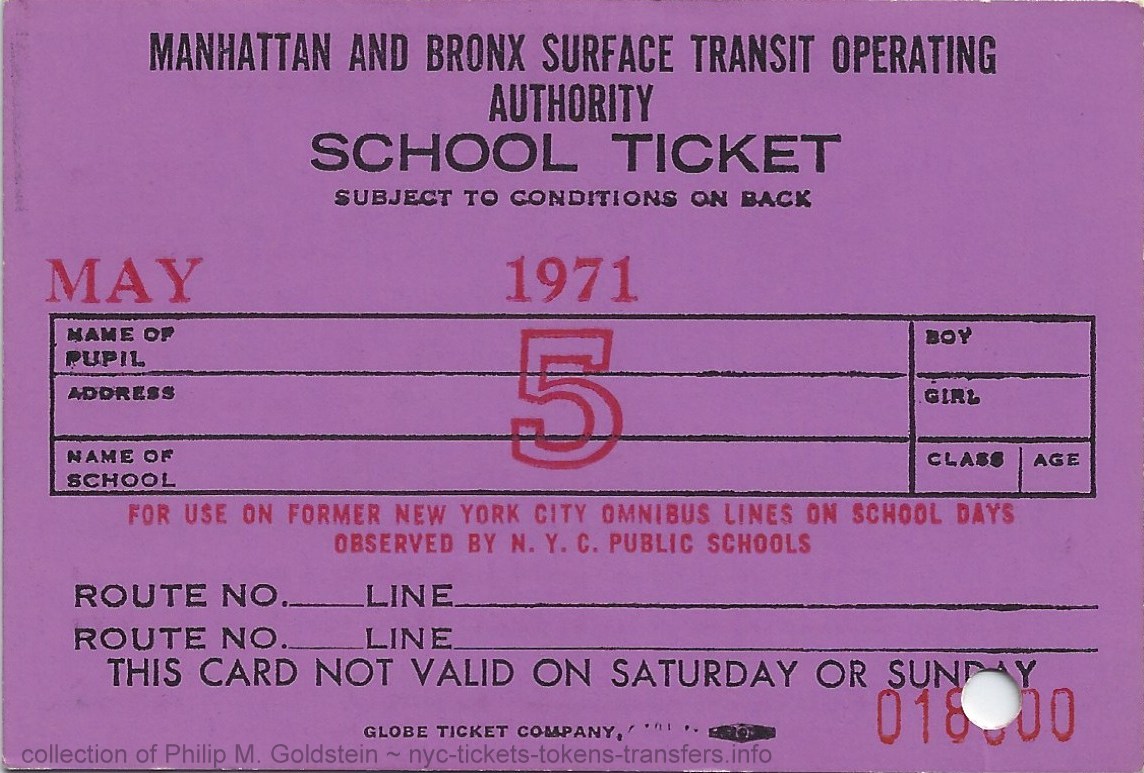 MANHATTAN AND BRONX SURFACE TRANSIT OPERATING
AUTHORITY
SCHOOL TICKET
SUBJECT TO CONDITIONS ON BACK
MAY 1971
NAME OF
PUPIL
BOY
5
ADDRESS
GIRL
NAME OF
SCHOOL
CLASS AGE
FOR USE ON FORMER NEW YORK CITY OMNIBUS LINES ON SCHOOL DAYS
OBSERVED BY N. Y. C. PUBLIC SCHOOLS
ROUTE NO.____LINE
ROUTE NO.____LINE
THIS CARD NOT VALID ON SATURDAY OR SUNDAY
GLOBE TICKET COMPANY,
collection of Philip M. Goldstein ~ nyc-tickets-tokens-transfers.info